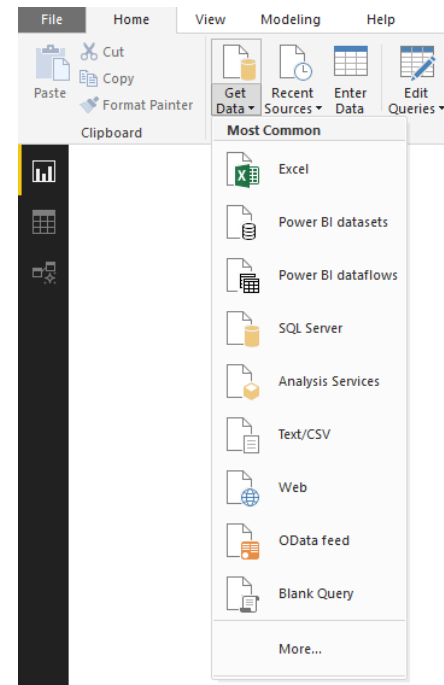 File Home View Modeling Help
Cut
Copy
Format Painter
Paste
Get Data
Recent Sources
Enter Data
Edit Queries
Clipboard
Most Common
Excel
Power BI datasets
Power BI dataflows
SQL Server
Analysis Services
Text/CSV
Web
OData feed
Blank Query
More...